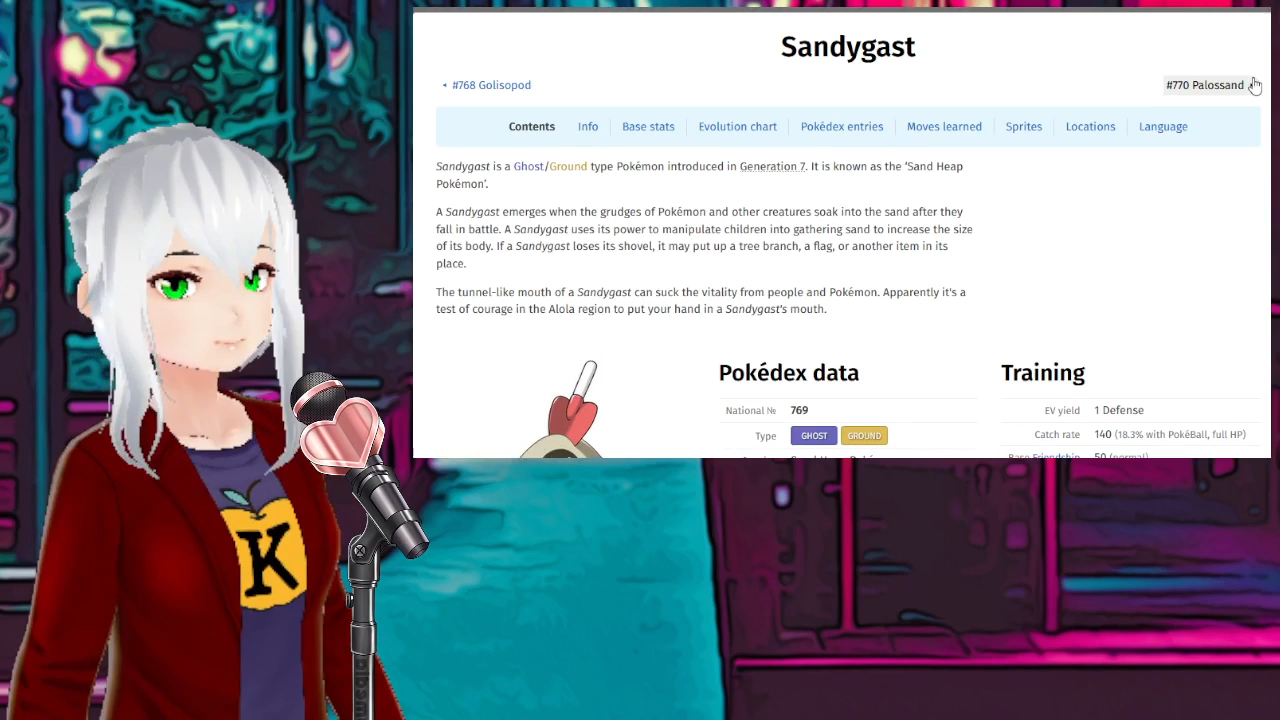 Sandygast
◂ #768 Golisopod
#770 Palossand
Contents Info Base stats Evolution chart Pokédex entries Moves learned Sprites Locations Language
Sandygast is a Ghost/Ground type Pokémon introduced in Generation 7. It is known as the ‘Sand Heap
Pokémon’.
A Sandygast emerges when the grudges of Pokémon and other creatures soak into the sand after they
fall in battle. A Sandygast uses its power to manipulate children into gathering sand to increase the size
of its body. If a Sandygast loses its shovel, it may put up a tree branch, a flag, or another item in its
place.
The tunnel-like mouth of a Sandygast can suck the vitality from people and Pokémon. Apparently it's a
test of courage in the Alola region to put your hand in a Sandygast's mouth.
Pokédex data
National № 769
Type GHOST GROUND
Training
EV yield 1 Defense
Catch rate 140 (18.3% with PokéBall, full HP)
Base Friendship 50 (normal)
K